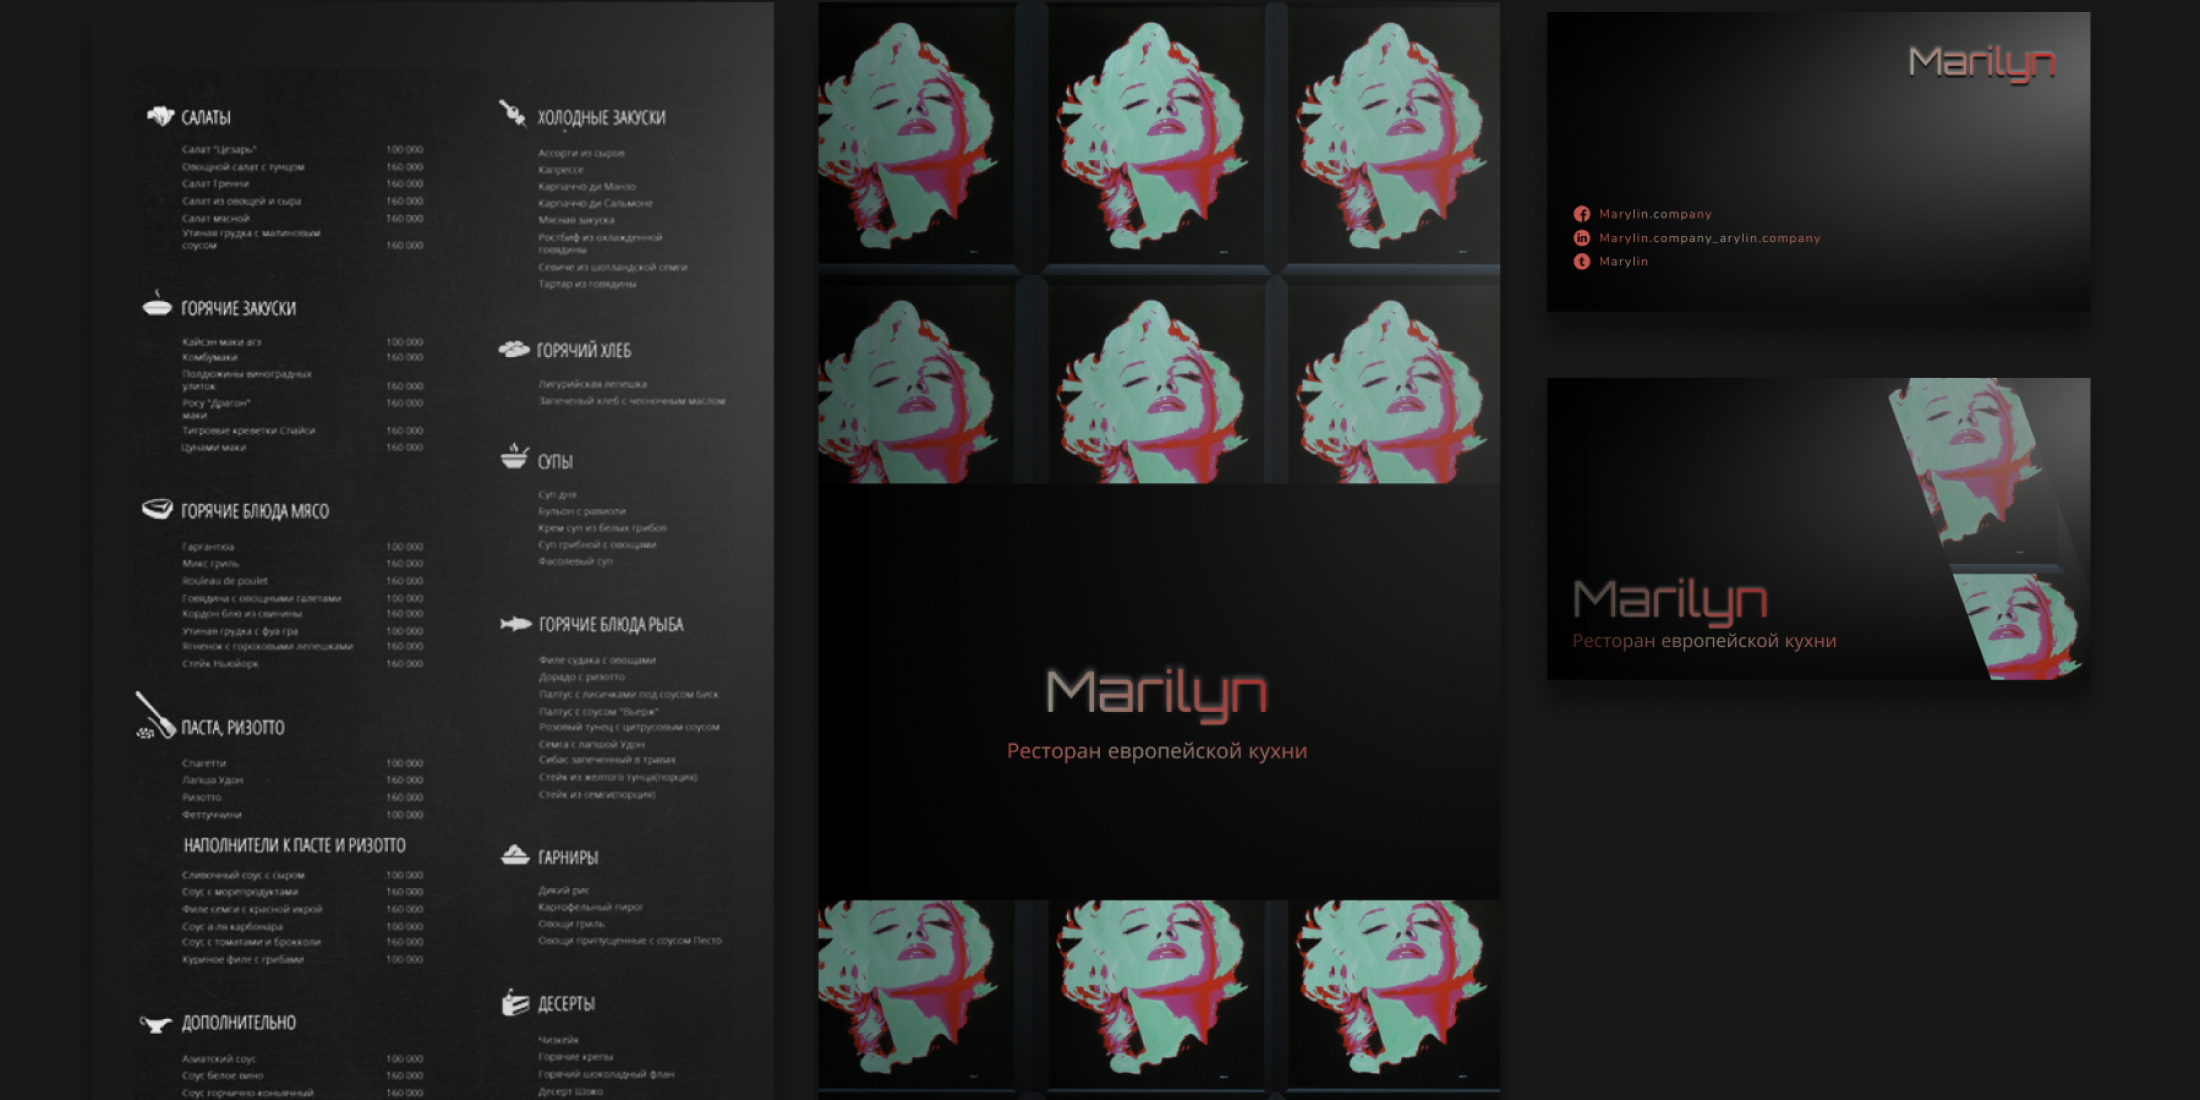 САЛАТЫ
Салат "Цезарь" 100 000
Овощной салат с тунцом 160 000
Салат Гренни 160 000
Салат из овощей и сыра 160 000
Салат мясной 160 000
Утиная грудка с малиновым
соусом 160 000
ГОРЯЧИЕ ЗАКУСКИ
Кайсэн маки агэ 100 000
Комбумаки 160 000
Полдюжины виноградных
улиток 160 000
Росу "Драгон" 160 000
маки
Тигровые креветки Спайси 160 000
Цунами маки 160 000
ГОРЯЧИЕ БЛЮДА МЯСО
Гаргантюа 100 000
Микс гриль 160 000
Rouleau de poulet 160 000
Говядина с овощными галетами 100 000
Кордон блю из свинины 160 000
Утиная грудка с фуа гра 100 000
Ягненок с гороховыми лепешками 160 000
Стейк Ньюйорк 160 000
ПАСТА, РИЗОТТО
Спагетти 100 000
Лапша Удон 160 000
Ризотто 160 000
Феттуччини 100 000
НАПОЛНИТЕЛИ К ПАСТЕ И РИЗОТТО
Сливочный соус с сыром 100 000
Соус с морепродуктами 160 000
Филе семги с красной икрой 160 000
Соус а-ля карбонара 100 000
Соус с томатами и брокколи 160 000
Куриное филе с грибами 100 000
ДОПОЛНИТЕЛЬНО
Азиатский соус 100 000
Соус белое вино 160 000
Соус горчично-коньячный 160 000
ХОЛОДНЫЕ ЗАКУСКИ
Ассорти из сыров
Капрессе
Карпаччо ди Манзо
Карпаччо ди Сальмоне
Мясная закуска
Ростбиф из охлажденной
говядины
Севиче из шотландской семги
Тартар из говядины
ГОРЯЧИЙ ХЛЕБ
Лигурийская лепешка
Запеченый хлеб с чесночным маслом
СУПЫ
Суп дня
Бульон с равиоли
Крем суп из белых грибов
Суп грибной с овощами
Фасолевый суп
ГОРЯЧИЕ БЛЮДА РЫБА
Филе судака с овощами
Дорадо с ризотто
Палтус с лисичками под соусом Биск
Палтус с соусом "Вьерж"
Розовый тунец с цитрусовым соусом
Семга с лапшой Удон
Сибас запеченный в травах
Стейк из желтого тунца(порция)
Стейк из семги(порция)
ГАРНИРЫ
Дикий рис
Картофельный пирог
Овощи гриль
Овощи припущенные с соусом Песто
ДЕСЕРТЫ
Чизкейк
Горячие крепы
Горячий шоколадный флан
Десерт Шоко
Marilyn
Ресторан европейской кухни
Marilyn
Marylin.company
Marylin.company_arylin.company
Marylin
Marilyn
Ресторан европейской кухни